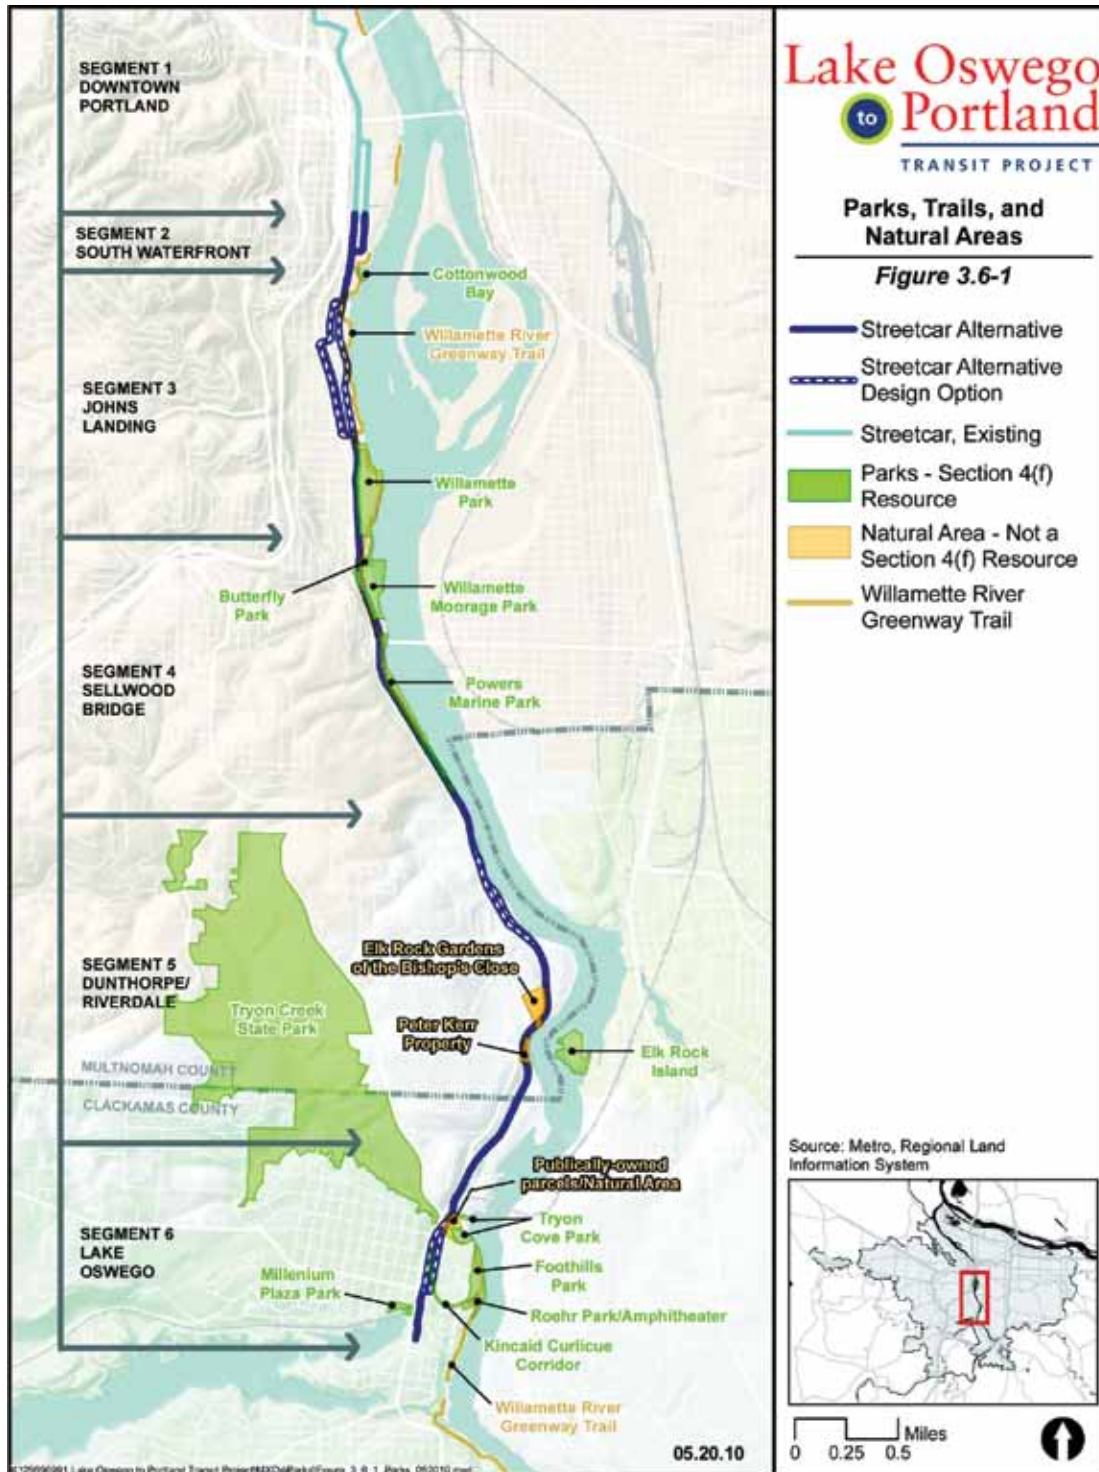 SEGMENT 1
DOWNTOWN
PORTLAND
SEGMENT 2
SOUTH WATERFRONT
Cottonwood
Bay
Willamette River
Greenway Trail
SEGMENT 3
JOHNS
LANDING
Willamette
Park
Butterfly
Park
Willamette
Moorage Park
SEGMENT 4
SELLWOOD
BRIDGE
Powers
Marine Park
Elk Rock Gardens
of the Bishop's Close
SEGMENT 5
DUNTHORPE/
RIVERDALE
Tryon Creek
State Park
Peter Kerr
Property
Elk Rock
Island
MULTNOMAH COUNTY
CLACKAMAS COUNTY
Publically-owned
parcels/Natural Area
SEGMENT 6
LAKE
OSWEGO
Tryon
Cove Park
Foothills
Park
Millenium
Plaza Park
Roehr Park/Amphitheater
Kincaid Curlicue
Corridor
Willamette River
Greenway Trail
05.20.10
Lake Oswego
to Portland
TRANSIT PROJECT
Parks, Trails, and
Natural Areas
Figure 3.6-1
Streetcar Alternative
Streetcar Alternative
Design Option
Streetcar, Existing
Parks - Section 4(f)
Resource
Natural Area - Not a
Section 4(f) Resource
Willamette River
Greenway Trail
Source: Metro, Regional Land
Information System
Miles
0 0.25 0.5